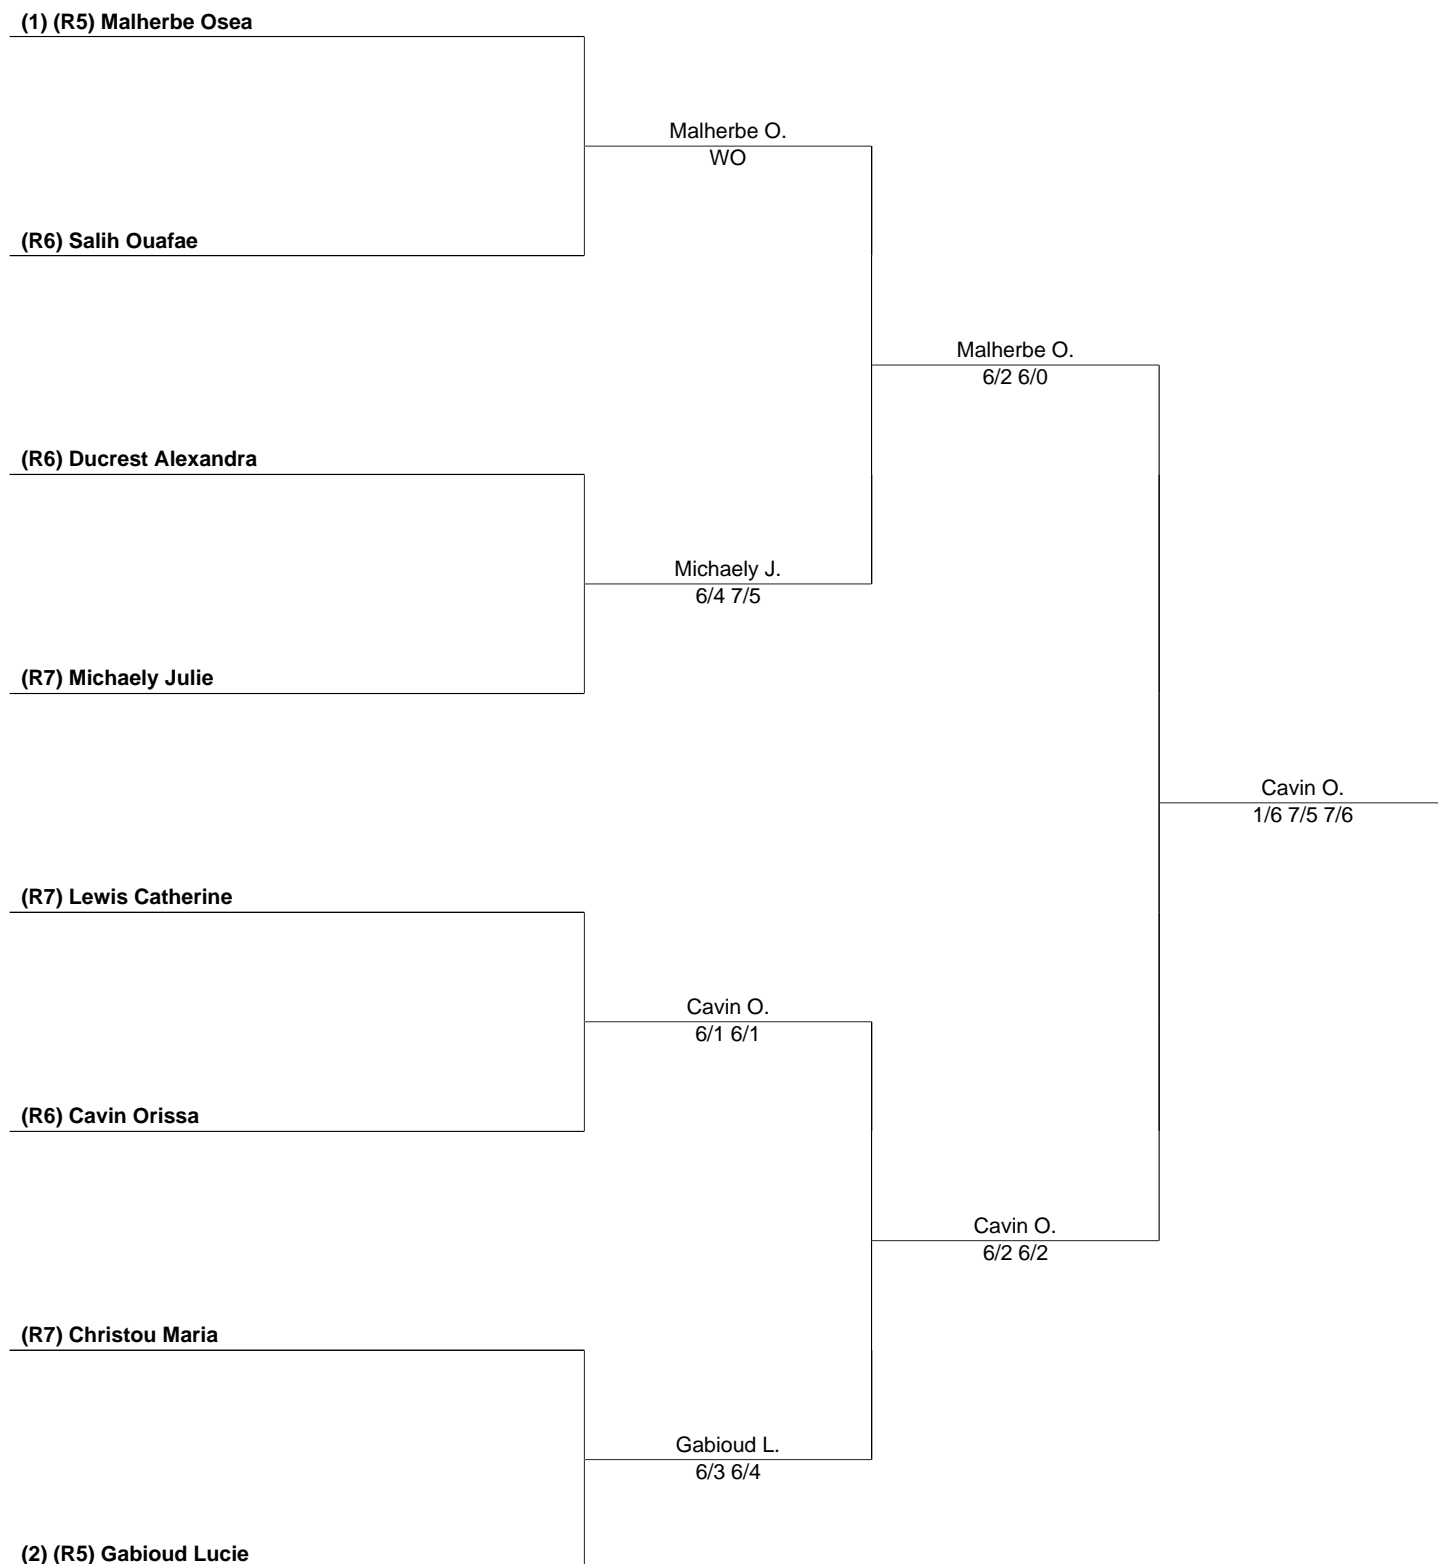 (1) (R5) Malherbe Osea
Malherbe O.
WO
(R6) Salih Ouafae
Malherbe O.
6/2 6/0
(R6) Ducrest Alexandra
Michaely J.
6/4 7/5
(R7) Michaely Julie
Cavin O.
1/6 7/5 7/6
(R7) Lewis Catherine
Cavin O.
6/1 6/1
(R6) Cavin Orissa
Cavin O.
6/2 6/2
(R7) Christou Maria
Gabioud L.
6/3 6/4
(2) (R5) Gabioud Lucie